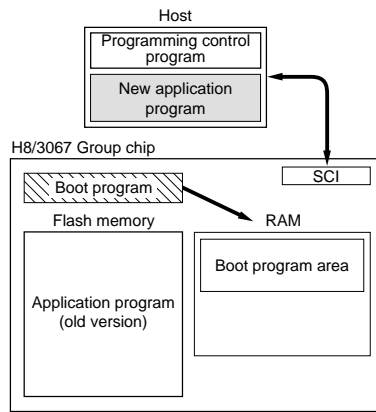 Host
Programming control
program
New application
program
H8/3067 Group chip
SCI
Boot program
Flash memory
RAM
Boot program area
Application program
(old version)